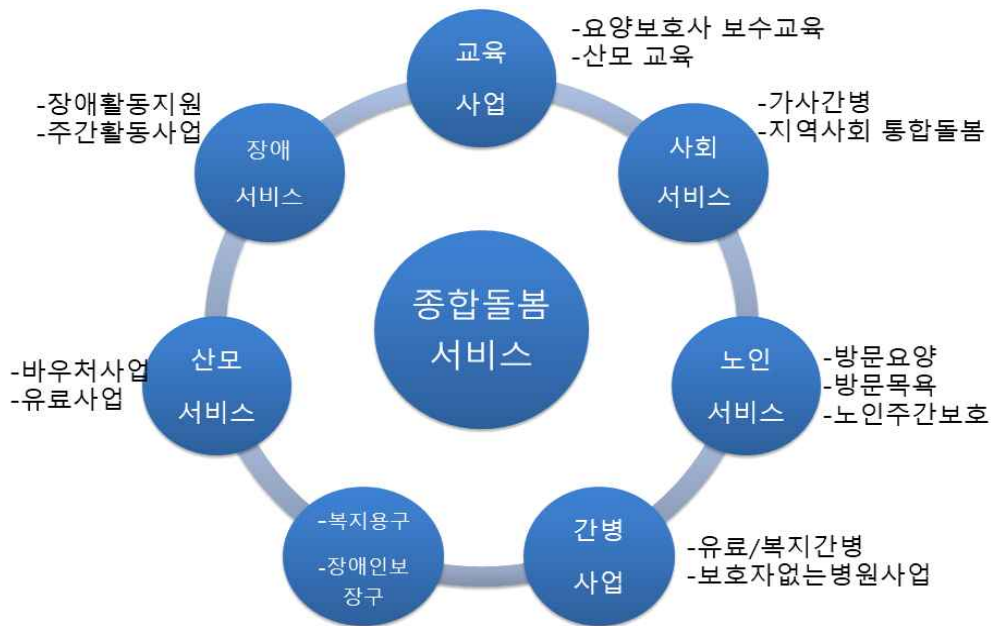 교육
사업
-요양보호사 보수교육
-산모 교육
사회
서비스
-가사간병
-지역사회 통합돌봄
노인
서비스
-방문요양
-방문목욕
-노인주간보호
간병
사업
-유료/복지간병
-보호자없는병원사업
-복지용구
-장애인보
장구
산모
서비스
-바우처사업
-유료사업
장애
서비스
-장애활동지원
-주간활동사업
종합돌봄
서비스